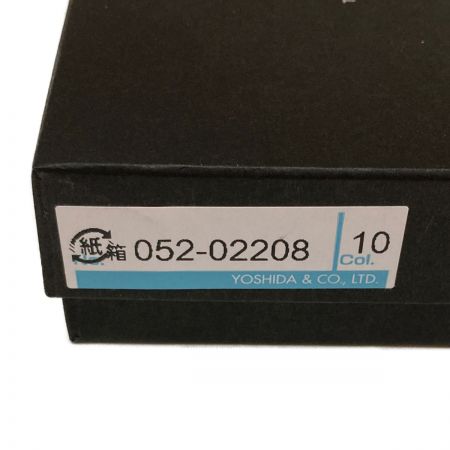 紙箱 052-02208 10
Col.
YOSHIDA & CO., LTD.